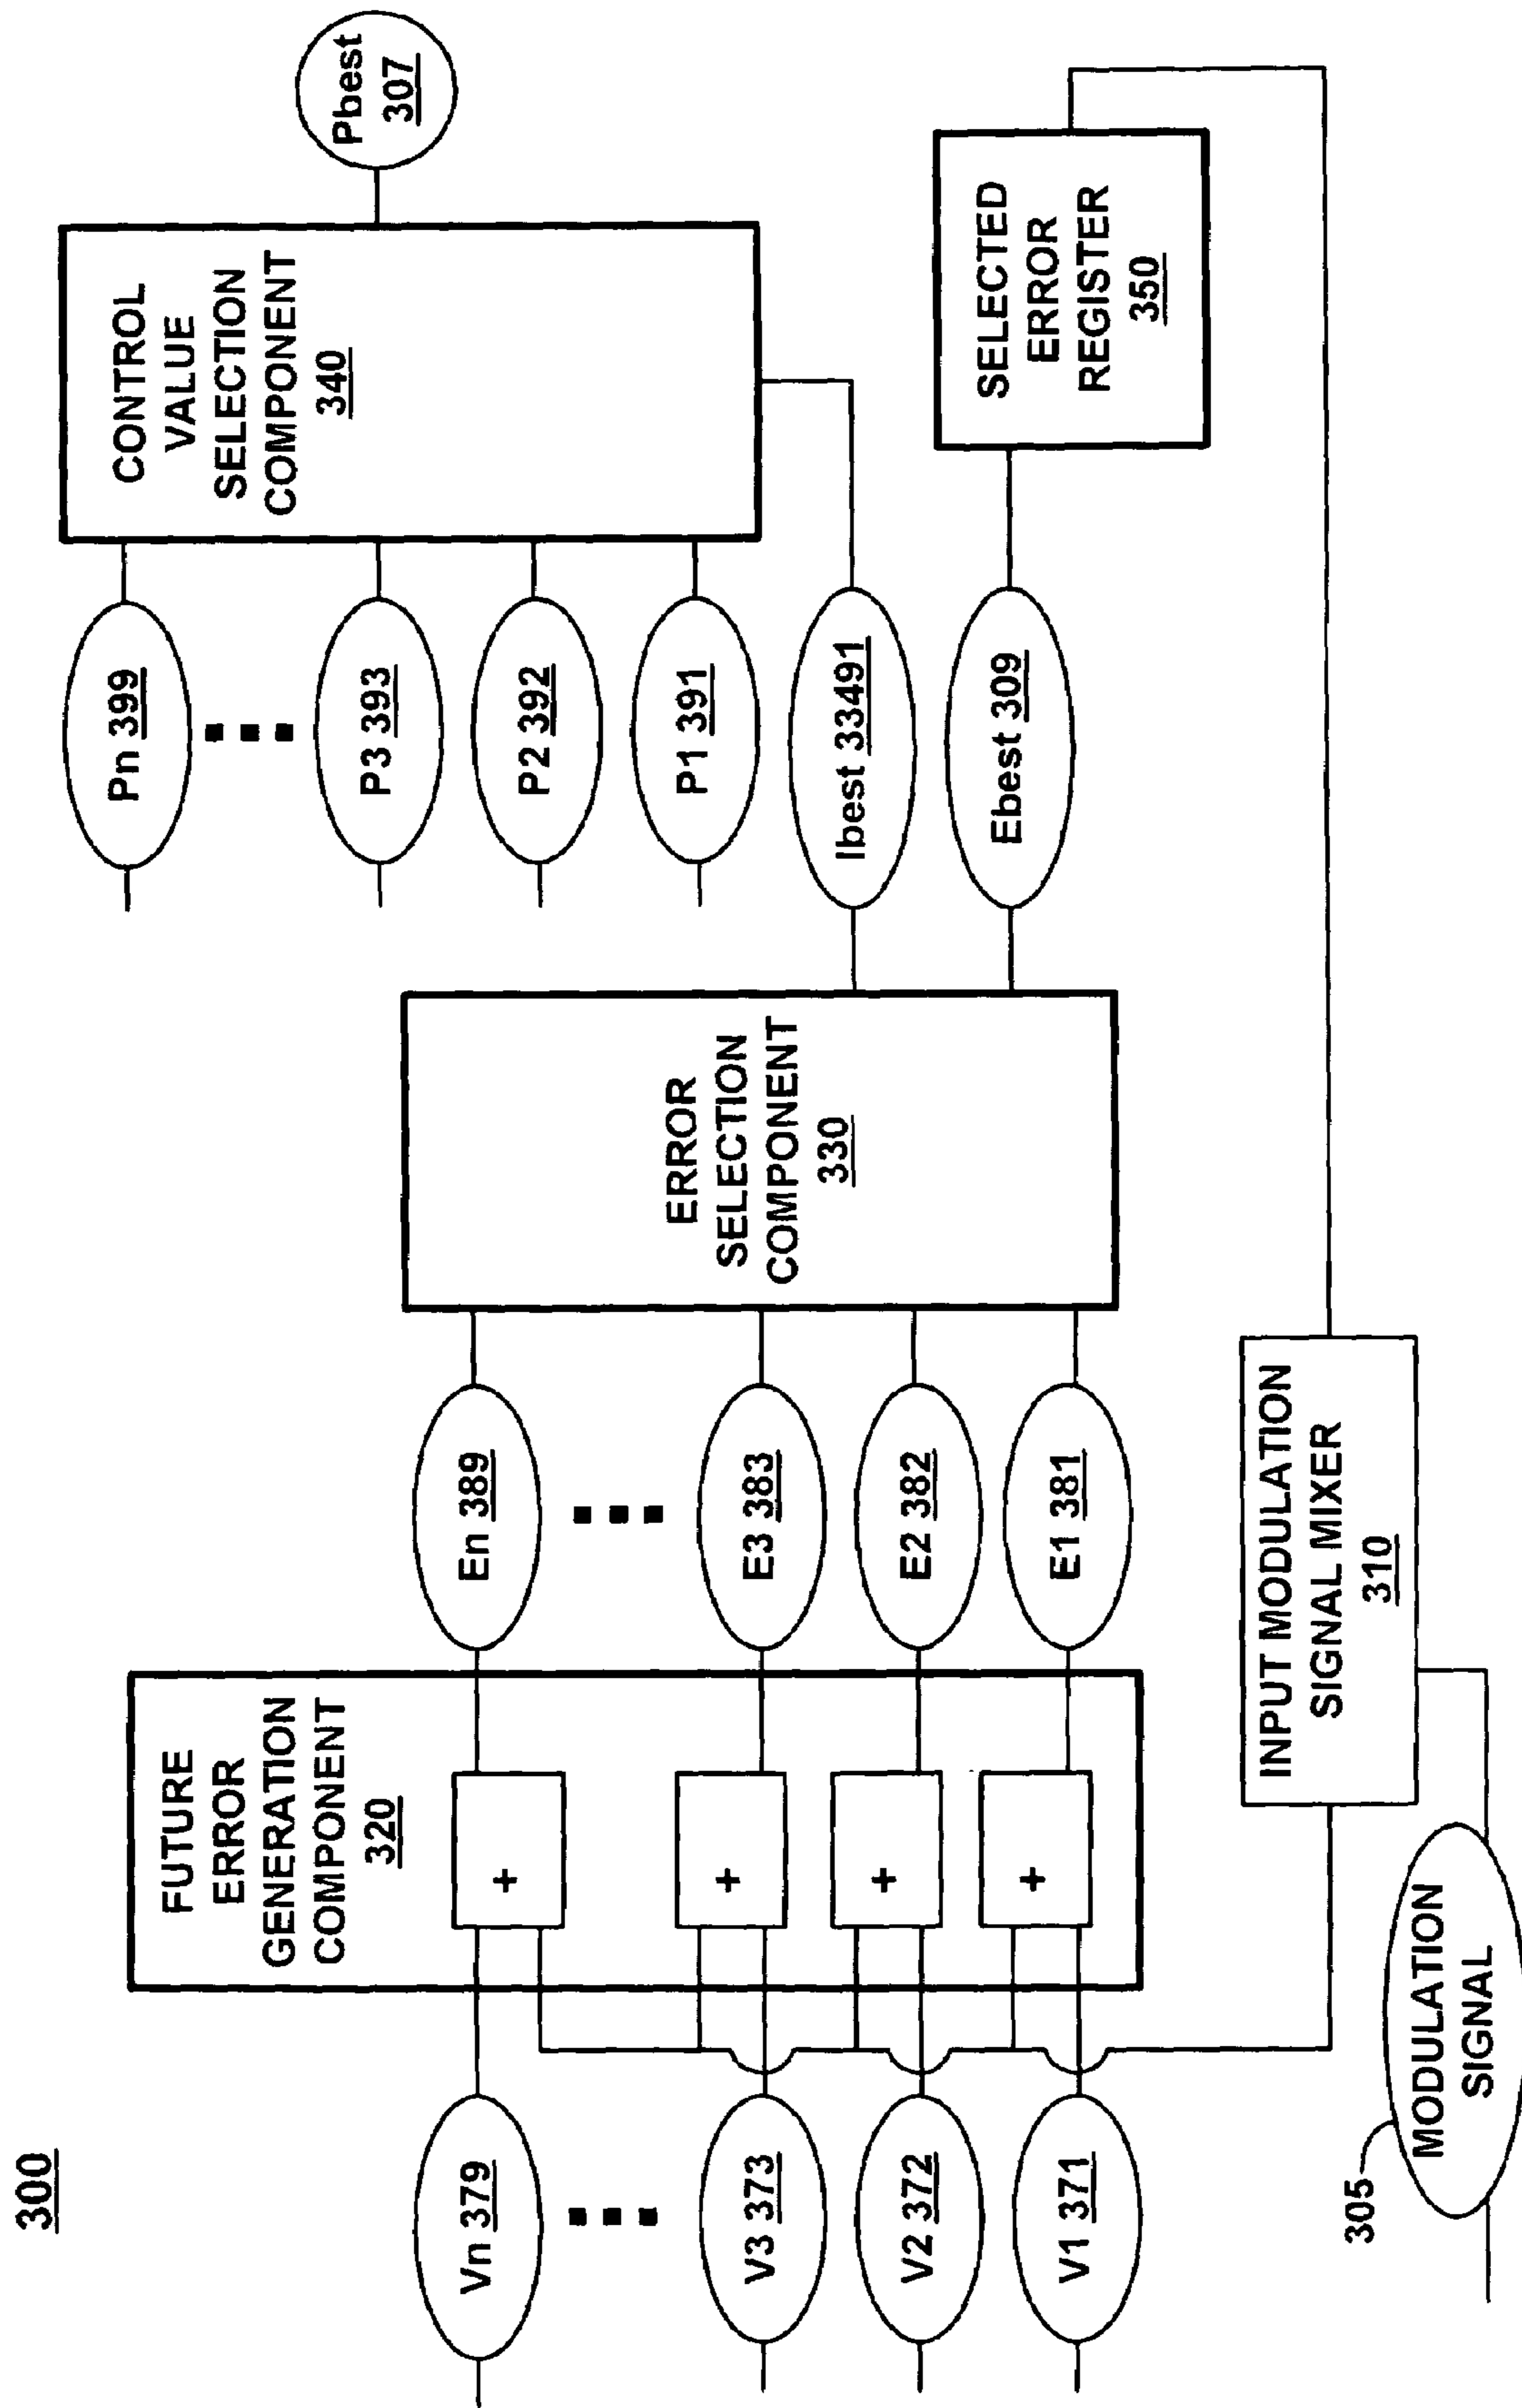 300
Vn 379
V3 373
V2 372
V1 371
305
MODULATION
SIGNAL
FUTURE
ERROR
GENERATION
COMPONENT
320
+
+
+
+
INPUT MODULATION
SIGNAL MIXER
310
En 389
E3 383
E2 382
E1 381
ERROR
SELECTION
COMPONENT
330
Pn 399
P3 393
P2 392
P1 391
Ibest 33491
Ebest 309
CONTROL
VALUE
SELECTION
COMPONENT
340
SELECTED
ERROR
REGISTER
350
Pbest
307